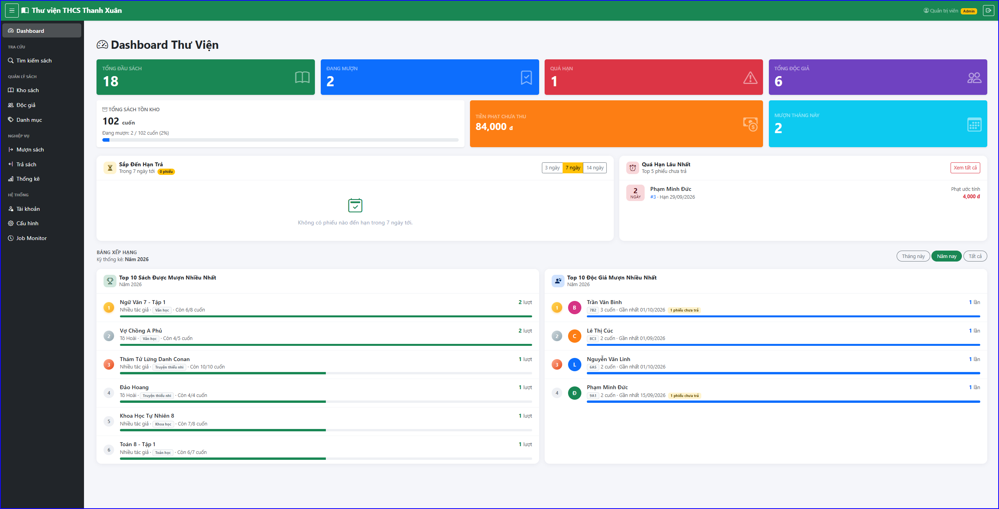 Thư viện THCS Thanh Xuân
Quản trị viên Admin
Dashboard
TRA CỨU
Tìm kiếm sách
QUẢN LÝ SÁCH
Kho sách
Độc giả
Danh mục
NGHIỆP VỤ
Mượn sách
Trả sách
Thống kê
HỆ THỐNG
Tài khoản
Cấu hình
Job Monitor
Dashboard Thư Viện
TỔNG ĐẦU SÁCH
18
ĐANG MƯỢN
2
QUÁ HẠN
1
TỔNG ĐỘC GIẢ
6
TỔNG SÁCH TỒN KHO
102 cuốn
Đang mượn: 2 / 102 cuốn (2%)
TIỀN PHẠT CHƯA THU
84,000 đ
MƯỢN THÁNG NÀY
2
Sắp Đến Hạn Trả
Trong 7 ngày tới 0 phiếu
3 ngày 7 ngày 14 ngày
Không có phiếu nào đến hạn trong 7 ngày tới.
Quá Hạn Lâu Nhất
Top 5 phiếu chưa trả
Xem tất cả
2 NGÀY
Phạm Minh Đức
#3 · Hạn 29/09/2026
Phạt ước tính
4,000 đ
BẢNG XẾP HẠNG
Kỳ thống kê: Năm 2026
Tháng này Năm nay Tất cả
Top 10 Sách Được Mượn Nhiều Nhất
Năm 2026
1 Ngữ Văn 7 - Tập 1 2 lượt
Nhiều tác giả · Văn học · Còn 6/8 cuốn
2 Vợ Chồng A Phủ 2 lượt
Tô Hoài · Văn học · Còn 4/5 cuốn
3 Thám Tử Lừng Danh Conan 1 lượt
Nhiều tác giả · Truyện thiếu nhi · Còn 10/10 cuốn
4 Đảo Hoang 1 lượt
Tô Hoài · Truyện thiếu nhi · Còn 4/4 cuốn
5 Khoa Học Tự Nhiên 8 1 lượt
Nhiều tác giả · Khoa học · Còn 7/8 cuốn
6 Toán 8 - Tập 1 1 lượt
Nhiều tác giả · Toán học · Còn 6/7 cuốn
Top 10 Độc Giả Mượn Nhiều Nhất
Năm 2026
1 B Trần Văn Bình 1 lần
7B2 3 cuốn · Gần nhất 01/10/2026 1 phiếu chưa trả
2 C Lê Thị Cúc 1 lần
8C3 2 cuốn · Gần nhất 01/09/2026
3 L Nguyễn Văn Linh 1 lần
6A5 2 cuốn · Gần nhất 01/10/2026
4 Đ Phạm Minh Đức 1 lần
9A1 2 cuốn · Gần nhất 15/09/2026 1 phiếu chưa trả